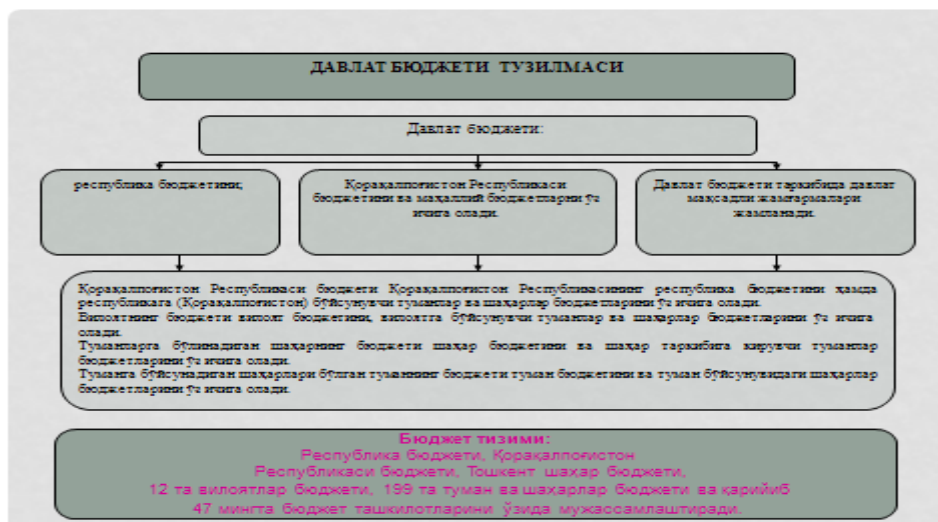 ДАВЛАТ БЮДЖЕТИ ТУЗИЛМАСИ
Давлат бюджети:
республика бюджетини;
Қорақалпоғистон Республикаси
бюджетини ва маҳаллий бюджетларни ўз
ичига олади.
Давлат бюджети таркибида давлат
мақсадли жамғармалари
жамланади.
Қорақалпоғистон Республикаси бюджети Қорақалпоғистон Республикасининг республика бюджетини ҳамда
республикага (Қорақалпоғистон) бўйсунувчи туманлар ва шаҳарлар бюджетларини ўз ичига олади.
Вилоятнинг бюджети вилоят бюджетини, вилоятга бўйсунувчи туманлар ва шаҳарлар бюджетларини ўз ичига
олади.
Туманларга бўлинадиган шаҳарнинг бюджети шаҳар бюджетини ва шаҳар таркибига кирувчи туманлар
бюджетларини ўз ичига олади.
Туманга бўйсунадиган шаҳарлари бўлган туманнинг бюджети туман бюджетини ва туман бўйсунувидаги шаҳарлар
бюджетларини ўз ичига олади.
Бюджет тизими:
Республика бюджети, Қорақалпоғистон
Республикаси бюджети, Тошкент шаҳар бюджети,
12 та вилоятлар бюджети, 199 та туман ва шаҳарлар бюджети ва қарийиб
47 мингта бюджет ташкилотларини ўзида мужассамлаштиради.